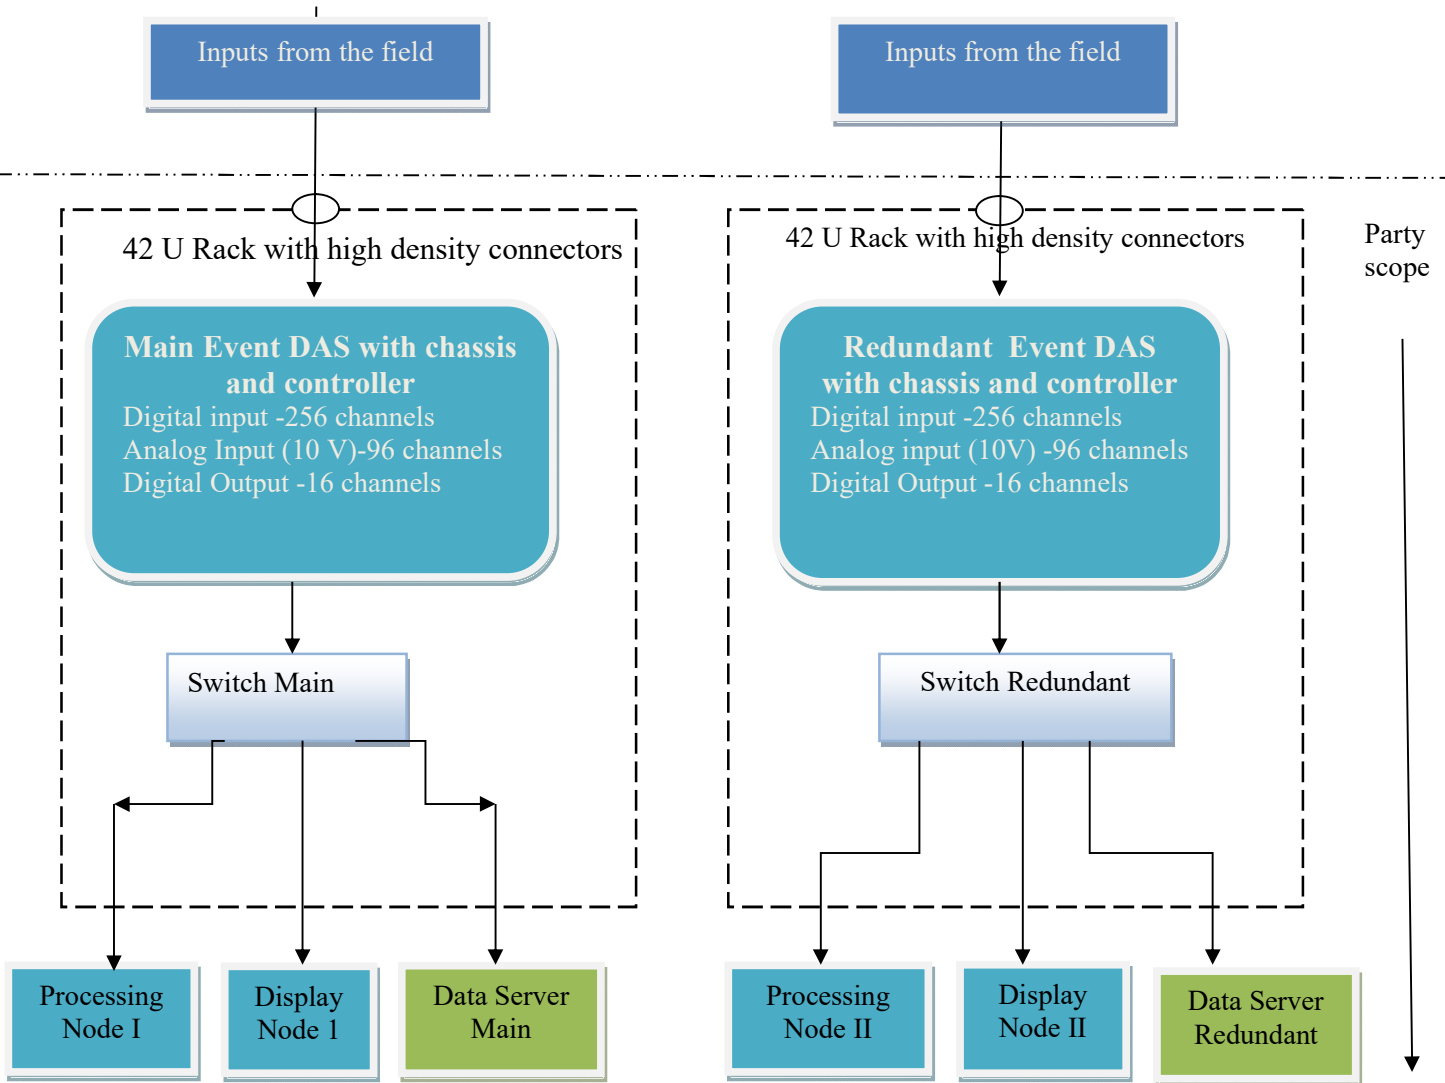 Inputs from the field
Inputs from the field
42 U Rack with high density connectors
42 U Rack with high density connectors
Party
scope
Main Event DAS with chassis
and controller
Digital input -256 channels
Analog Input (10 V)-96 channels
Digital Output -16 channels
Redundant  Event DAS
with chassis and controller
Digital input -256 channels
Analog input (10V) -96 channels
Digital Output -16 channels
Switch Main
Switch Redundant
Processing
Node I
Display
Node 1
Data Server
Main
Processing
Node II
Display
Node II
Data Server
Redundant